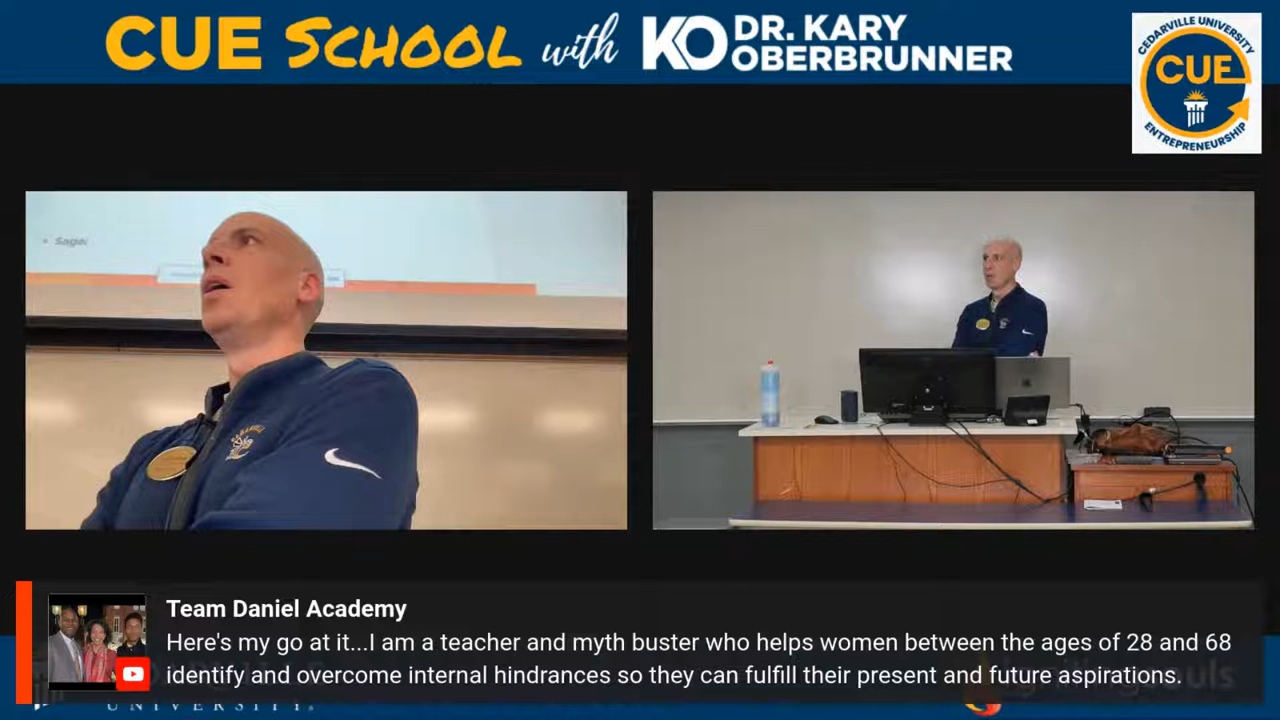 CUE SCHOOL with KO DR. KARY
OBERBRUNNER
CEDARVILLE UNIVERSITY
CUE
ENTREPRENEURSHIP
Sage:
Team Daniel Academy
Here's my go at it...I am a teacher and myth buster who helps women between the ages of 28 and 68
identify and overcome internal hindrances so they can fulfill their present and future aspirations.
UNIVERSITY